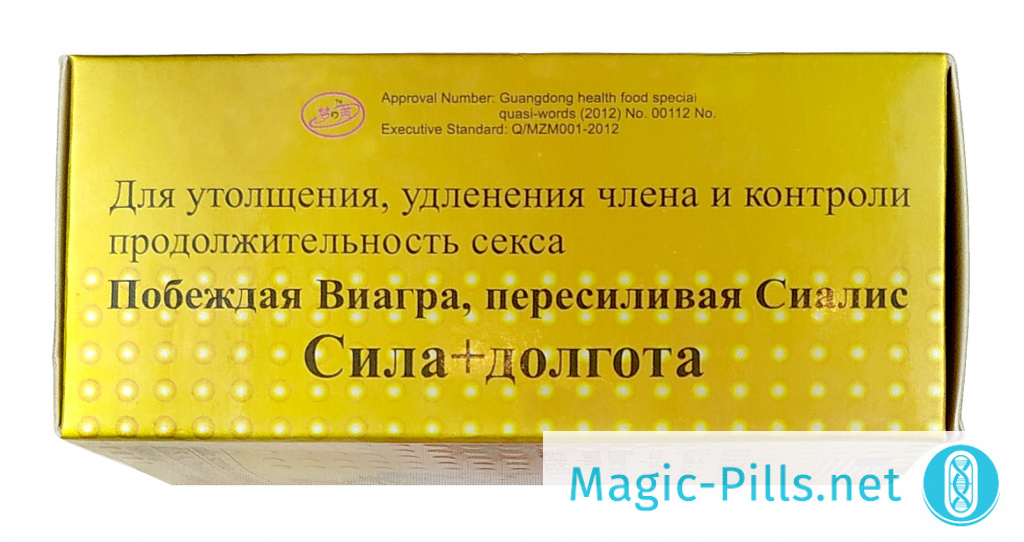 Approval Number: Guangdong health food special
quasi-words (2012) No. 00112 No.
Executive Standard: Q/MZM001-2012
Для утолщения, удленения члена и контроли
продолжительность секса
Побеждая Виагра, пересиливая Сиалис
Сила+долгота
Magic-Pills.net